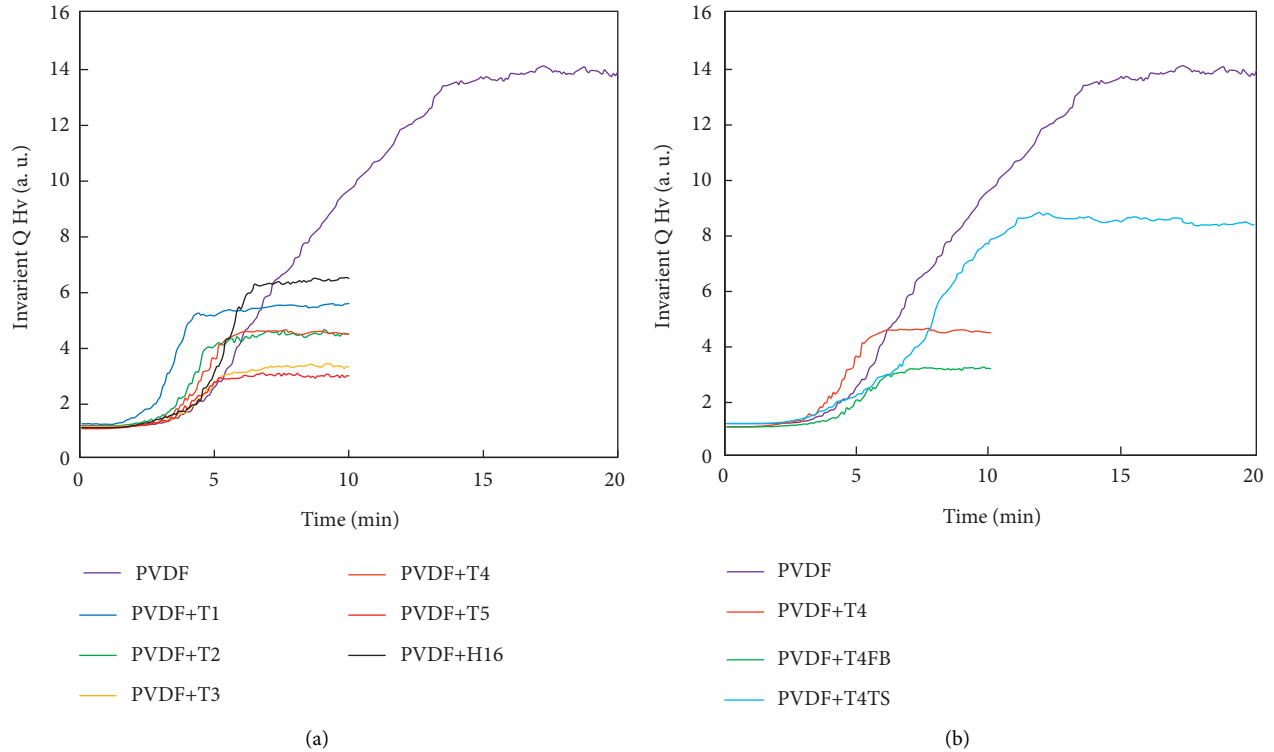 16
14
12
10
8
6
4
2
0
Invarient Q Hv (a. u.)
0 5 10 15 20
Time (min)
PVDF
PVDF+T1
PVDF+T2
PVDF+T3
PVDF+T4
PVDF+T5
PVDF+H16
(a)
16
14
12
10
8
6
4
2
0
Invarient Q Hv (a. u.)
0 5 10 15 20
Time (min)
PVDF
PVDF+T4
PVDF+T4FB
PVDF+T4TS
(b)